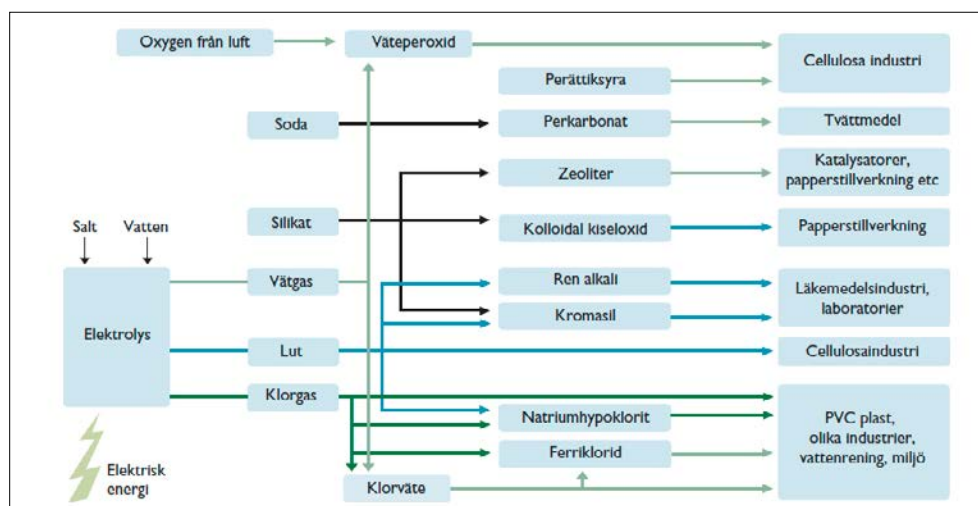 Oxygen från luft
Väteperoxid
Cellulosa industri
Perättiksyra
Soda
Perkarbonat
Tvättmedel
Zeoliter
Katalysatorer,
papperstillverkning etc
Silikat
Kolloidal kiseloxid
Papperstillverkning
Salt
Vatten
Vätgas
Ren alkali
Läkemedelsindustri,
laboratorier
Kromasil
Elektrolys
Lut
Cellulosaindustri
Klorgas
Natriumhypoklorit
PVC plast,
olika industrier,
vattenrening, miljö
Ferriklorid
Elektrisk
energi
Klorväte